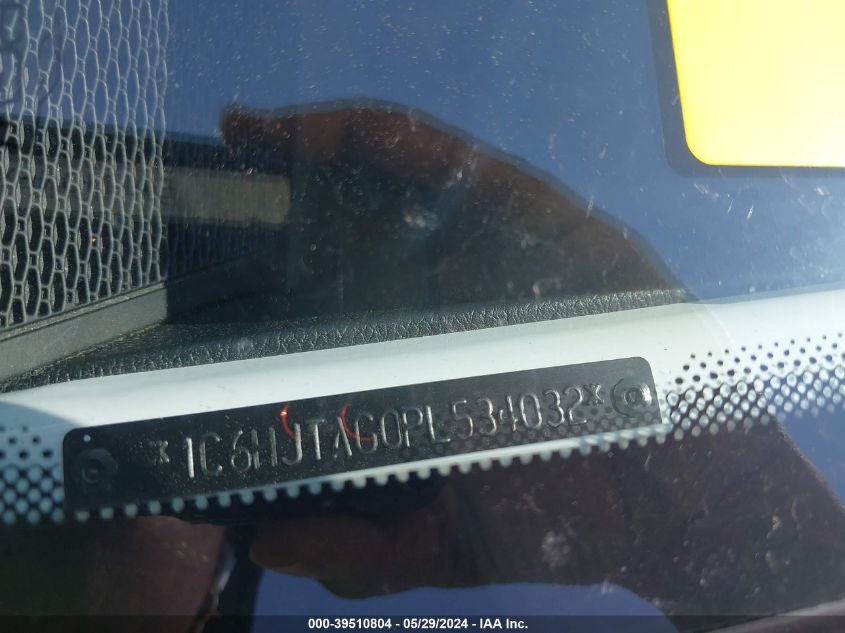 *1C6HJTAG0PL534032*
000-39510804 • 05/29/2024 - IAA Inc.